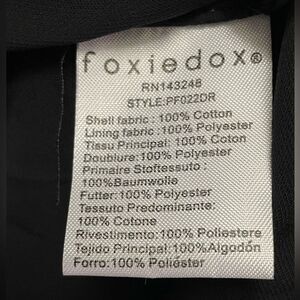 foxiedox®
RN143248
STYLE:PF022DR
Shell fabric : 100% Cotton
Lining fabric : 100% Polyester
Tissu Principal: 100% Coton
Doublure: 100% Polyester
Primaire Stoffestuto :
100%Baumwolle
Futter: 100% Polyester
Tessuto Predominante:
100% Cotone
Rivestimento: 100% Poliestere
Tejido Principal: 100%Algodón
Forro: 100% Poliéster